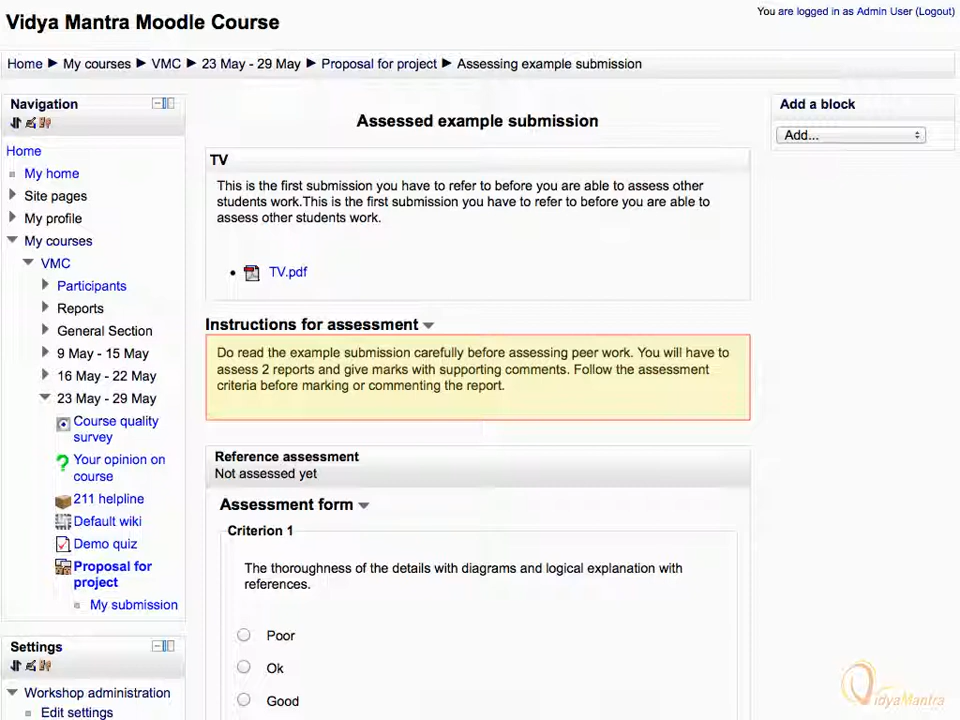 Vidya Mantra Moodle Course
You are logged in as Admin User (Logout)
Home ► My courses ► VMC ► 23 May - 29 May ► Proposal for project ► Assessing example submission
Navigation
Home
My home
Site pages
My profile
My courses
VMC
Participants
Reports
General Section
9 May - 15 May
16 May - 22 May
23 May - 29 May
Course quality
survey
Your opinion on
course
211 helpline
Default wiki
Demo quiz
Proposal for
project
My submission
Settings
Workshop administration
Edit settings
Assessed example submission
TV
This is the first submission you have to refer to before you are able to assess other
students work.This is the first submission you have to refer to before you are able to
assess other students work.
TV.pdf
Instructions for assessment
Do read the example submission carefully before assessing peer work. You will have to
assess 2 reports and give marks with supporting comments. Follow the assessment
criteria before marking or commenting the report.
Reference assessment
Not assessed yet
Assessment form
Criterion 1
The thoroughness of the details with diagrams and logical explanation with
references.
Poor
Ok
Good
Add a block
Add...
VidyaMantra